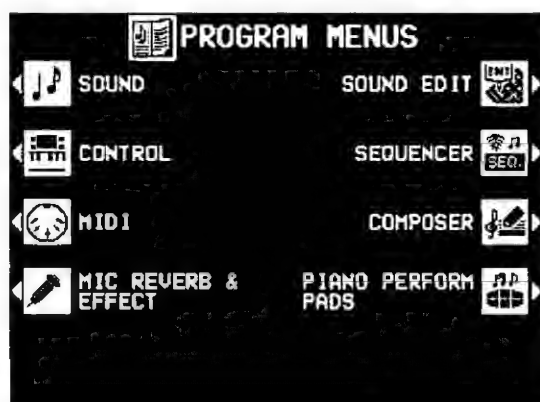 PROGRAM MENUS
SOUND
SOUND EDIT
CONTROL
SEQUENCER
SEQ.
MIDI
COMPOSER
MIC REVERB &
EFFECT
PIANO PERFORM
PADS